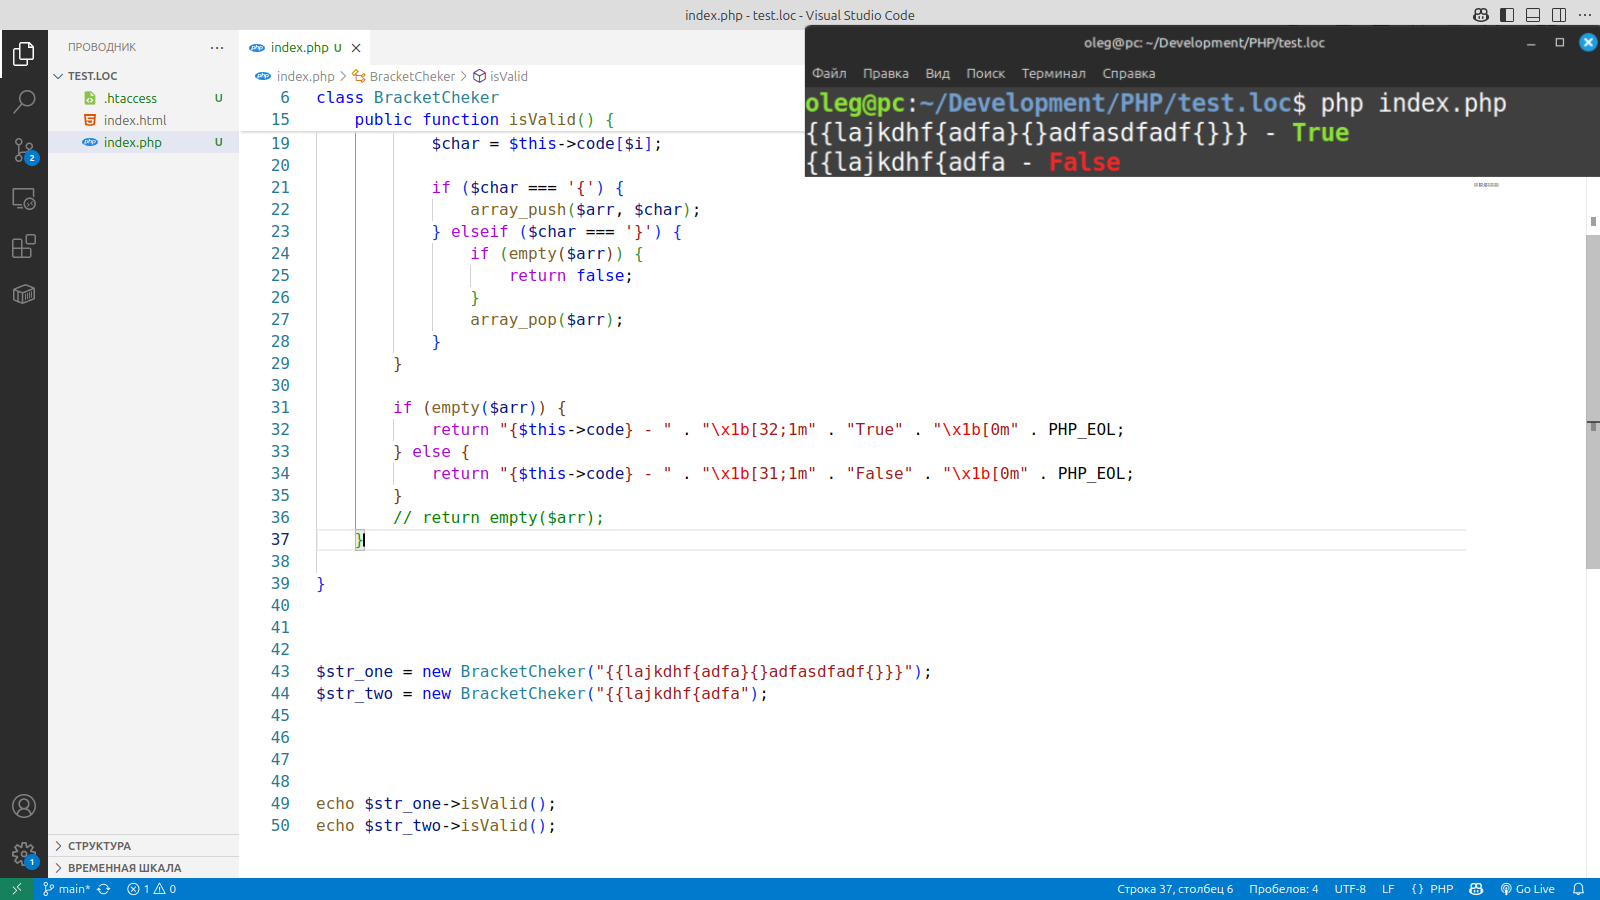 index.php - test.loc - Visual Studio Code
ПРОВОДНИК
TEST.LOC
.htaccess U
index.html
index.php U
СТРУКТУРА
ВРЕМЕННАЯ ШКАЛА
2
1
index.php U
index.php > BracketCheker > isValid
6 class BracketCheker
15 public function isValid() {
19 $char = $this->code[$i];
20
21 if ($char === '{') {
22 array_push($arr, $char);
23 } elseif ($char === '}') {
24 if (empty($arr)) {
25 return false;
26 }
27 array_pop($arr);
28 }
29 }
30
31 if (empty($arr)) {
32 return "{$this->code} - " . "\x1b[32;1m" . "True" . "\x1b[0m" . PHP_EOL;
33 } else {
34 return "{$this->code} - " . "\x1b[31;1m" . "False" . "\x1b[0m" . PHP_EOL;
35 }
36 // return empty($arr);
37 }
38
39 }
40
41
42
43 $str_one = new BracketCheker("{{lajkdhf{adfa}{}adfasdfadf{}}}");
44 $str_two = new BracketCheker("{{lajkdhf{adfa");
45
46
47
48
49 echo $str_one->isValid();
50 echo $str_two->isValid();
oleg@pc: ~/Development/PHP/test.loc
Файл Правка Вид Поиск Терминал Справка
oleg@pc:~/Development/PHP/test.loc$ php index.php
{{lajkdhf{adfa}{}adfasdfadf{}}} - True
{{lajkdhf{adfa - False
main* 1 0 Строка 37, столбец 6 Пробелов: 4 UTF-8 LF {} PHP Go Live